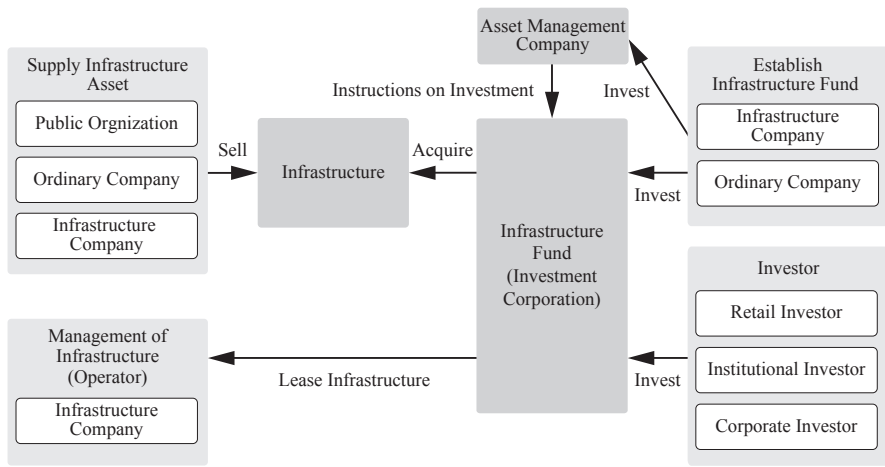 Supply Infrastructure
Asset
Public Orgnization
Ordinary Company
Infrastructure
Company
Sell
Infrastructure
Acquire
Asset Management
Company
Instructions on Investment
Invest
Establish
Infrastructure Fund
Infrastructure
Company
Ordinary Company
Invest
Infrastructure
Fund
(Investment
Corporation)
Investor
Retail Investor
Institutional Investor
Corporate Investor
Invest
Management of
Infrastructure
(Operator)
Infrastructure
Company
Lease Infrastructure